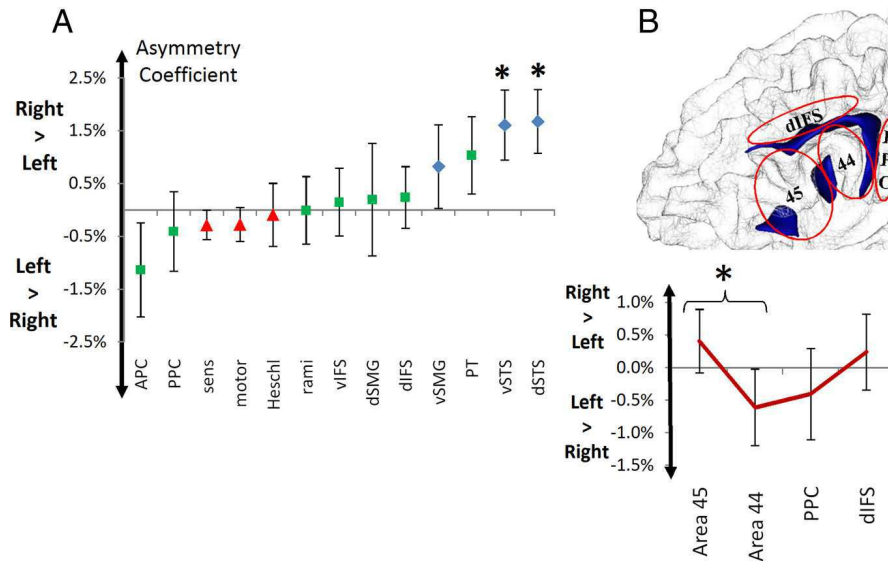 A
Asymmetry
Coefficient
2.5%
Right
>
Left
1.5%
0.5%
-0.5%
Left
>
Right
-1.5%
-2.5%
APC
PPC
sens
motor
Heschl
rami
vIFS
dSMG
dIFS
vSMG
PT
vSTS
dSTS
*
*
B
dIFS
44
45
P
C
*
Right
>
Left
1.0%
0.5%
0.0%
Left
>
Right
-0.5%
-1.0%
-1.5%
Area 45
Area 44
PPC
dIFS